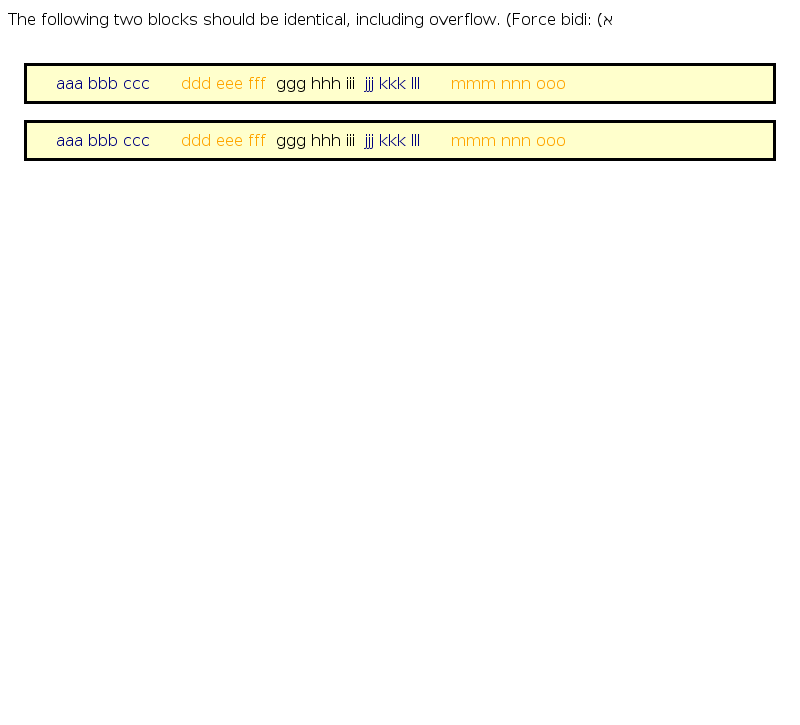 The following two blocks should be identical, including overflow. (Force bidi: (א
aaa bbb ccc ddd eee fff ggg hhh iii jjj kkk lll mmm nnn ooo
aaa bbb ccc ddd eee fff ggg hhh iii jjj kkk lll mmm nnn ooo